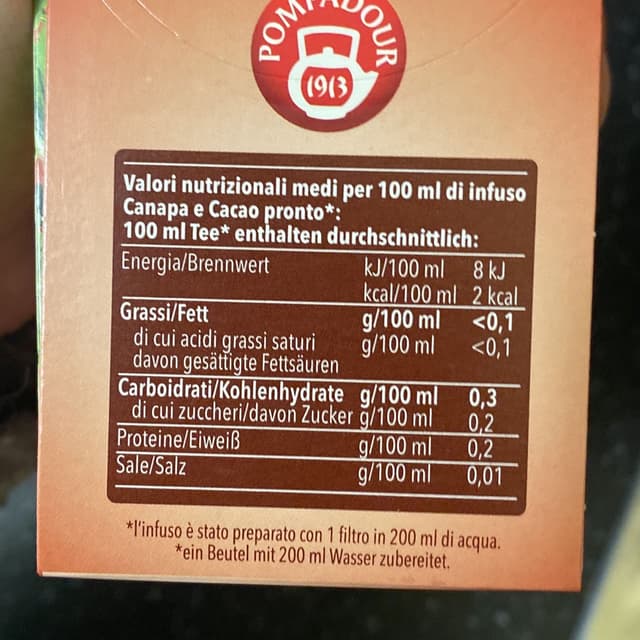 POMPADOUR
1913
Valori nutrizionali medi per 100 ml di infuso
Canapa e Cacao pronto*:
100 ml Tee* enthalten durchschnittlich:
Energia/Brennwert kJ/100 ml 8 kJ
kcal/100 ml 2 kcal
Grassi/Fett g/100 ml <0,1
di cui acidi grassi saturi g/100 ml <0,1
davon gesättigte Fettsäuren
Carboidrati/Kohlenhydrate g/100 ml 0,3
di cui zuccheri/davon Zucker g/100 ml 0,2
Proteine/Eiweiß g/100 ml 0,2
Sale/Salz g/100 ml 0,01
*l'infuso è stato preparato con 1 filtro in 200 ml di acqua.
*ein Beutel mit 200 ml Wasser zubereitet.